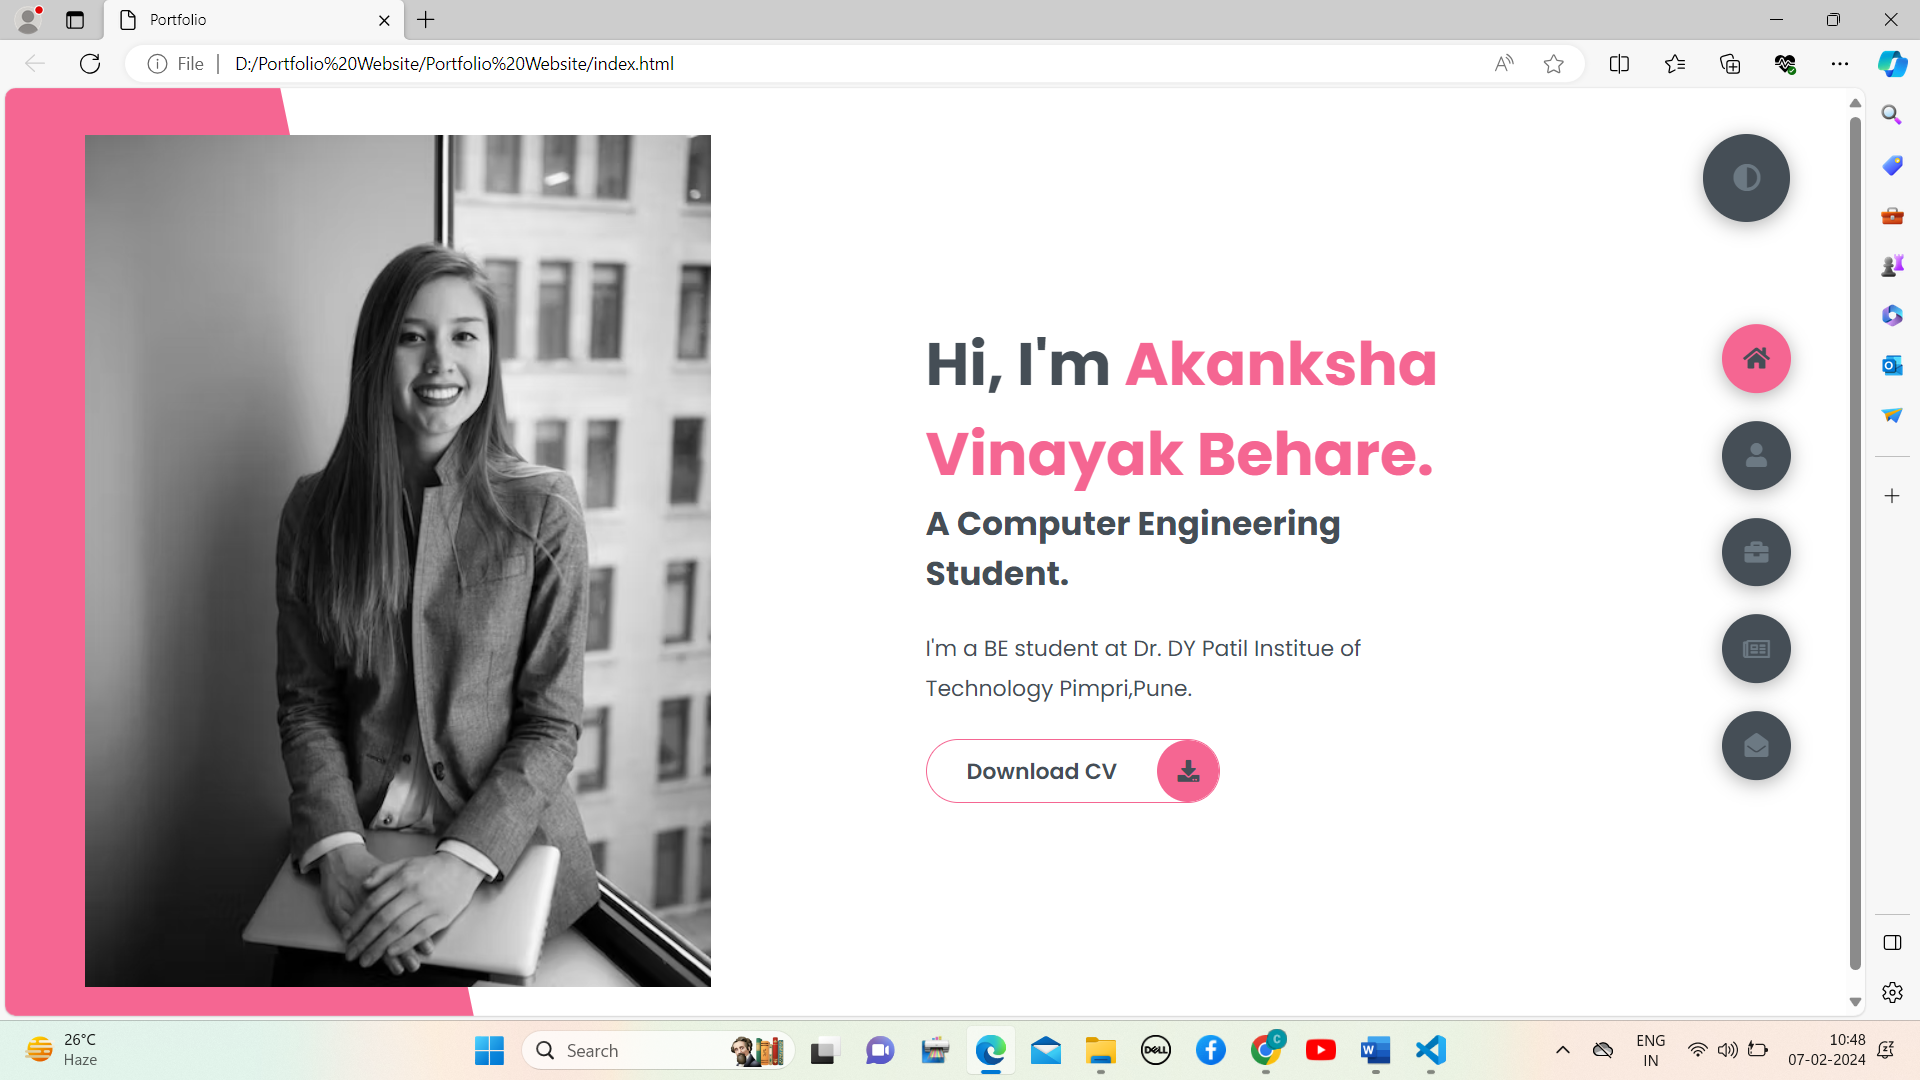 Portfolio
File
D:/Portfolio%20Website/Portfolio%20Website/index.html
Hi, I'm Akanksha
Vinayak Behare.
A Computer Engineering
Student.
I'm a BE student at Dr. DY Patil Institue of
Technology Pimpri,Pune.
Download CV
26°C
Haze
Search
DELL
C
ENG
IN
10:48
07-02-2024